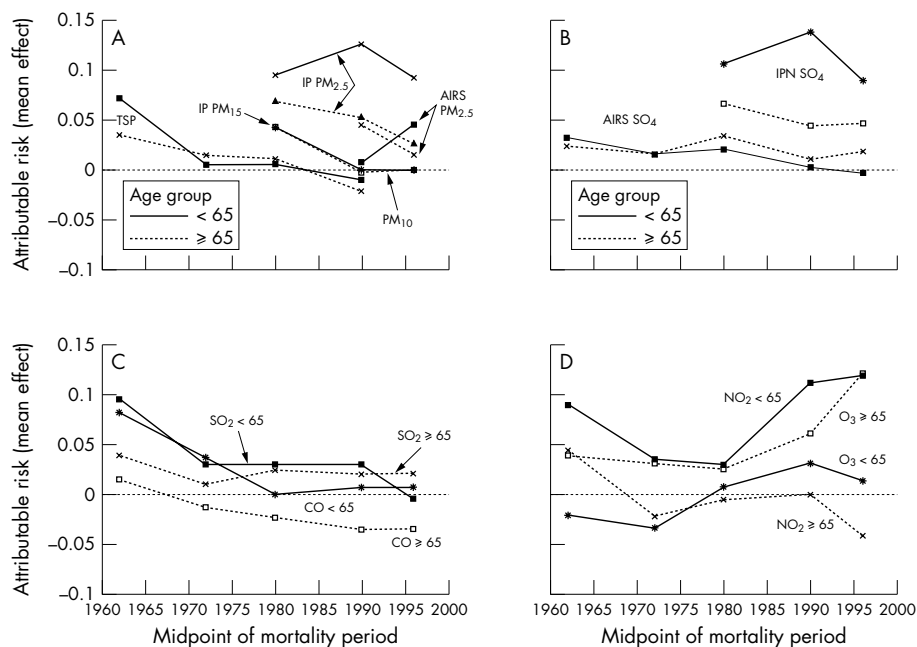 A
0.15
0.1
0.05
0
−0.05
−0.1
Attributable risk (mean effect)
TSP
IP PM15
IP PM2.5
AIRS
PM2.5
PM10
Age group
< 65
≥ 65
B
IPN SO4
AIRS SO4
Age group
< 65
≥ 65
C
0.15
0.1
0.05
0
−0.05
−0.1
Attributable risk (mean effect)
SO2 < 65
SO2 ≥ 65
CO < 65
CO ≥ 65
1960 1965 1970 1975 1980 1985 1990 1995 2000
Midpoint of mortality period
D
NO2 < 65
O3 ≥ 65
O3 < 65
NO2 ≥ 65
1960 1965 1970 1975 1980 1985 1990 1995 2000
Midpoint of mortality period